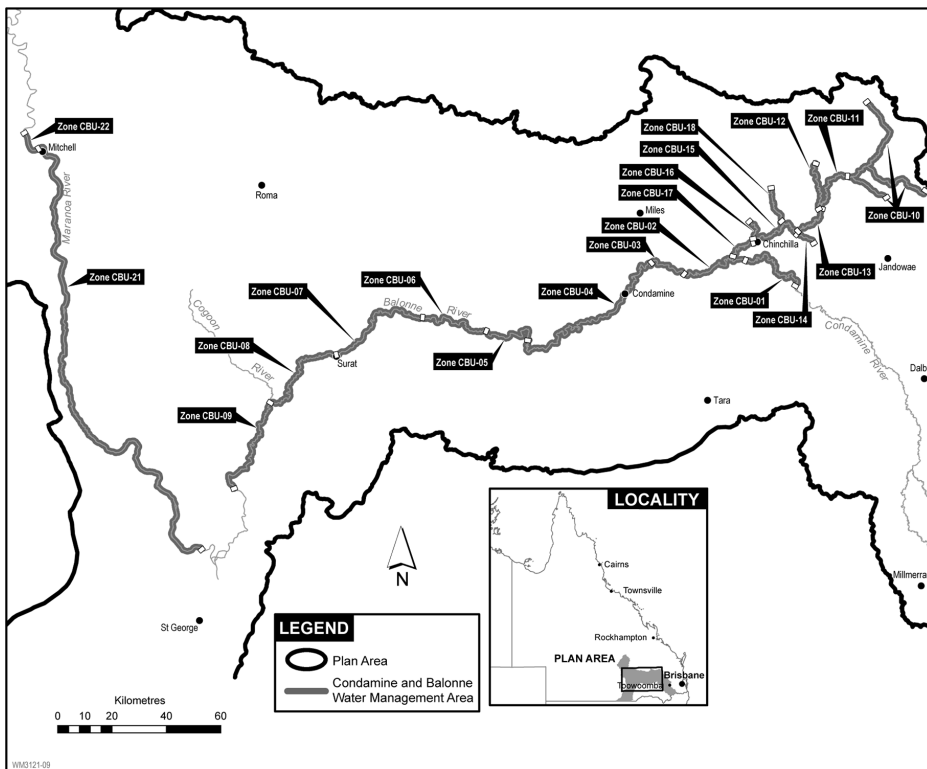 Zone CBU-22
Mitchell
Maranoa River
Roma
Zone CBU-21
Cogoon
River
Zone CBU-07
Zone CBU-08
Zone CBU-09
Surat
Balonne
River
Zone CBU-06
Zone CBU-05
Zone CBU-04
Condamine
Zone CBU-03
Zone CBU-02
Miles
Zone CBU-17
Zone CBU-16
Zone CBU-15
Zone CBU-18
Zone CBU-12
Zone CBU-11
Zone CBU-10
Chinchilla
Zone CBU-13
Jandowae
Zone CBU-01
Zone CBU-14
Condamine River
Dalb
Tara
Millmerra
St George
N
LOCALITY
Cairns
Townsville
Rockhampton
PLAN AREA
Brisbane
Toowoomba
LEGEND
Plan Area
Condamine and Balonne
Water Management Area
Kilometres
0 10 20 40 60
WM3121-09